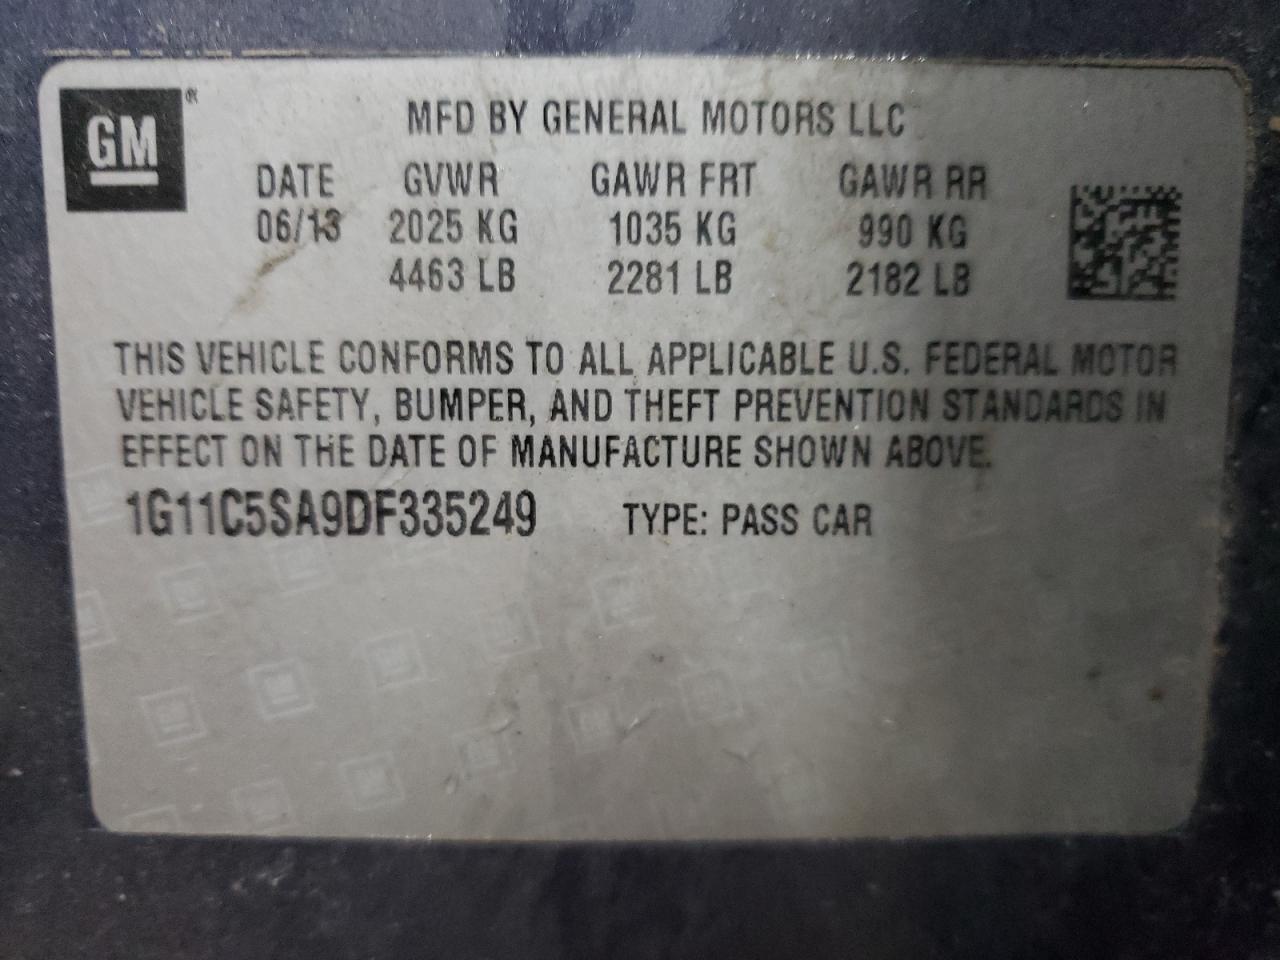 GM
MFD BY GENERAL MOTORS LLC
DATE GVWR GAWR FRT GAWR RR
06/13 2025 KG 1035 KG 990 KG
4463 LB 2281 LB 2182 LB
THIS VEHICLE CONFORMS TO ALL APPLICABLE U.S. FEDERAL MOTOR
VEHICLE SAFETY, BUMPER, AND THEFT PREVENTION STANDARDS IN
EFFECT ON THE DATE OF MANUFACTURE SHOWN ABOVE.
1G11C5SA9DF335249 TYPE: PASS CAR